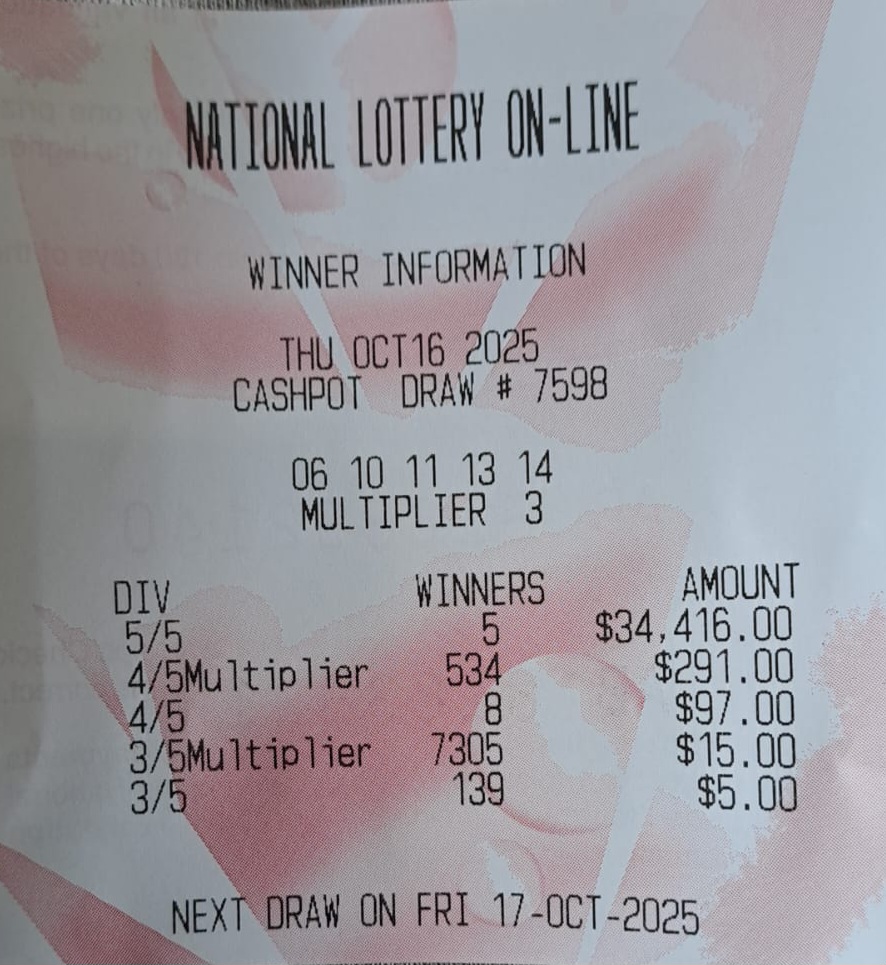 NATIONAL LOTTERY ON-LINE
WINNER INFORMATION
THU OCT16 2025
CASHPOT DRAW # 7598
06 10 11 13 14
MULTIPLIER 3
DIV WINNERS AMOUNT
5/5 5 $34,416.00
4/5Multiplier 534 $291.00
4/5 8 $97.00
3/5Multiplier 7305 $15.00
3/5 139 $5.00
NEXT DRAW ON FRI 17-OCT-2025